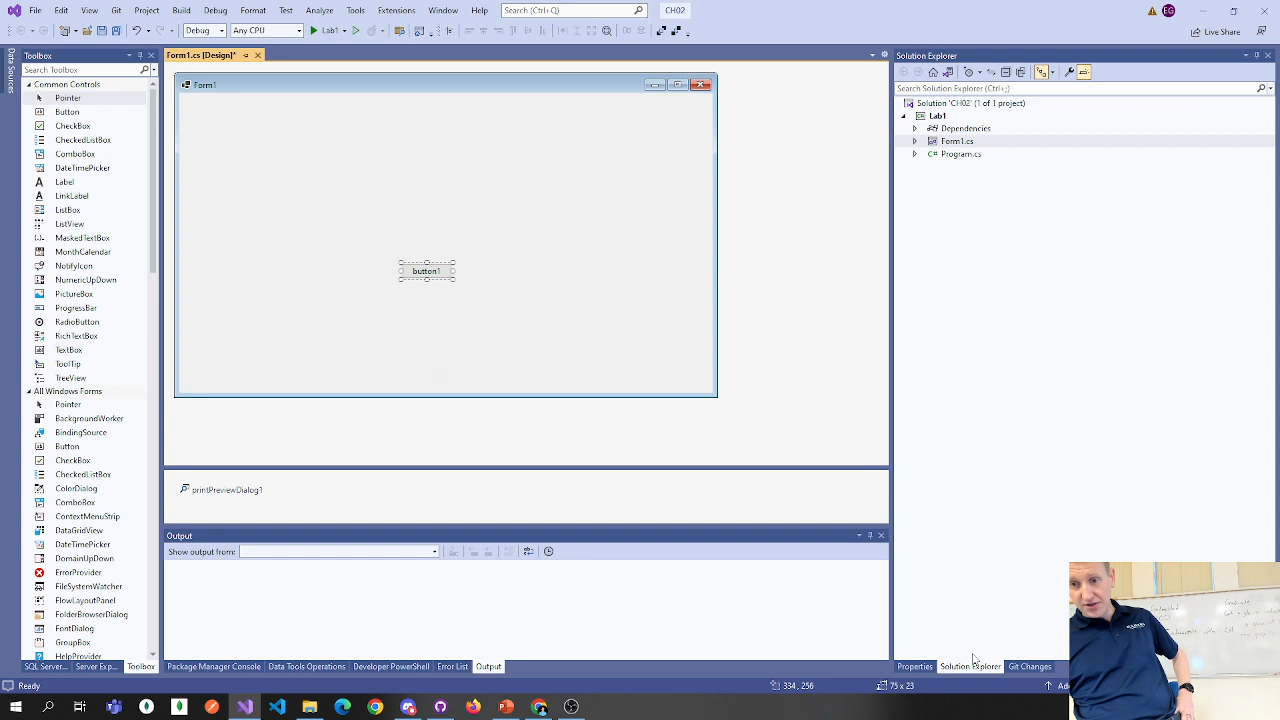 File Edit View Git Project Build Debug Format Test Analyze Tools Extensions Window Help Search (Ctrl+Q) CH02 EG
Debug Any CPU Lab1 Live Share
Data Sources
Toolbox
Search Toolbox
Common Controls
Pointer
Button
CheckBox
CheckedListBox
ComboBox
DateTimePicker
Label
LinkLabel
ListBox
ListView
MaskedTextBox
MonthCalendar
NotifyIcon
NumericUpDown
PictureBox
ProgressBar
RadioButton
RichTextBox
TextBox
ToolTip
TreeView
All Windows Forms
Pointer
BackgroundWorker
BindingSource
Button
CheckBox
CheckedListBox
ColorDialog
ComboBox
ContextMenuStrip
DataGridView
DateTimePicker
DomainUpDown
ErrorProvider
FileSystemWatcher
FlowLayoutPanel
FolderBrowserDialog
FontDialog
GroupBox
HelpProvider
SQL Server... Server Exp... Toolbox
Form1.cs [Design]*
Form1
button1
printPreviewDialog1
Output
Show output from:
Package Manager Console Data Tools Operations Developer PowerShell Error List Output
Solution Explorer
Search Solution Explorer (Ctrl+;)
Solution 'CH02' (1 of 1 project)
Lab1
Dependencies
Form1.cs
C# Program.cs
Properties Solution Explorer Git Changes
Ready 334, 256 75 x 23